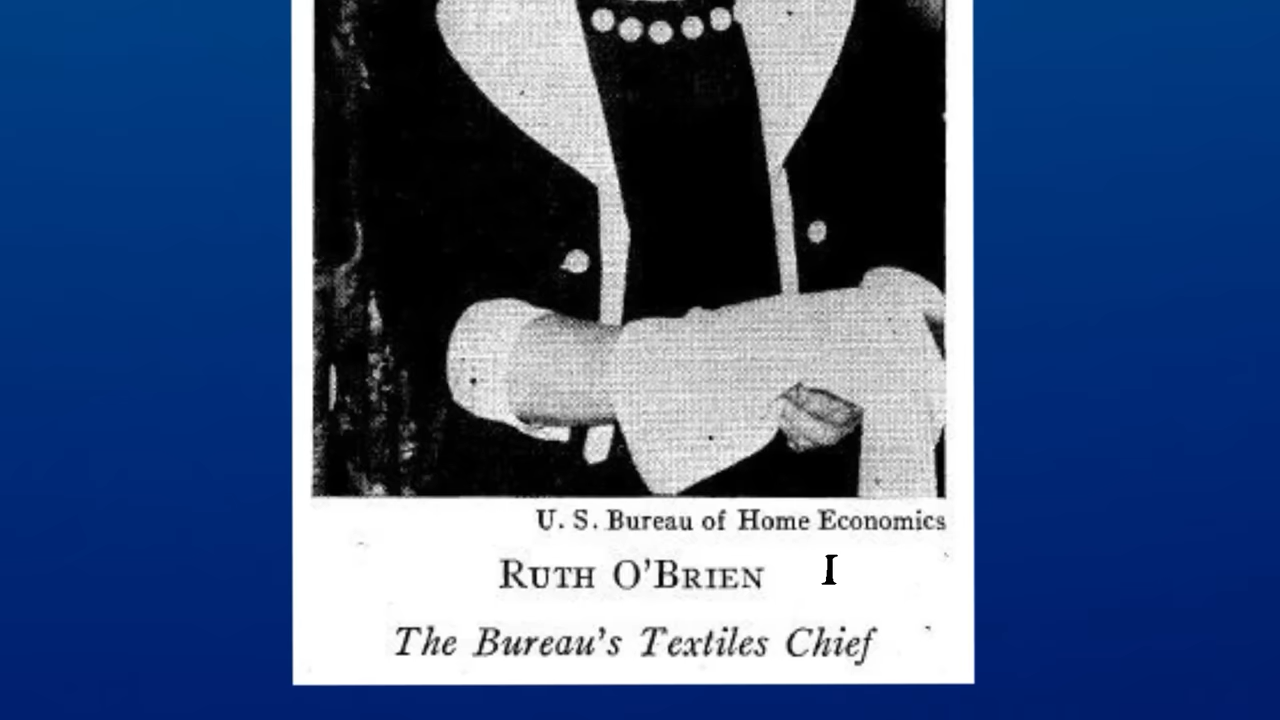 U. S. Bureau of Home Economics
RUTH O'BRIEN I
The Bureau's Textiles Chief